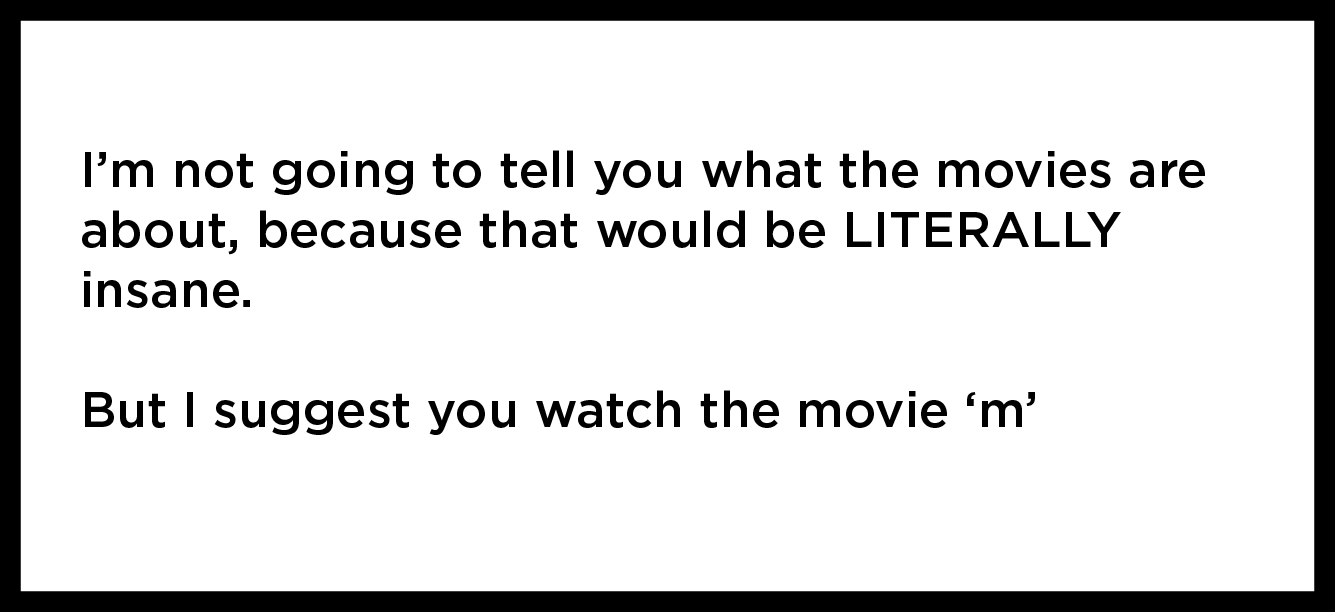 I’m not going to tell you what the movies are
about, because that would be LITERALLY
insane.
But I suggest you watch the movie ‘m’